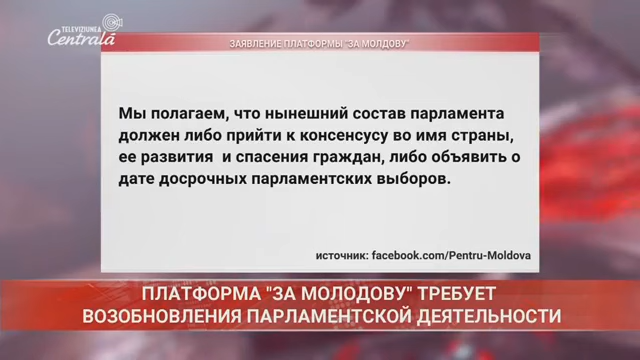 TELEVIZIUNEA
Centrală
ЗАЯВЛЕНИЕ ПЛАТФОРМЫ "ЗА МОЛДОВУ"
Мы полагаем, что нынешний состав парламента
должен либо прийти к консенсусу во имя страны,
ее развития и спасения граждан, либо объявить о
дате досрочных парламентских выборов.
источник: facebook.com/Pentru-Moldova
ПЛАТФОРМА "ЗА МОЛОДОВУ" ТРЕБУЕТ
ВОЗОБНОВЛЕНИЯ ПАРЛАМЕНТСКОЙ ДЕЯТЕЛЬНОСТИ